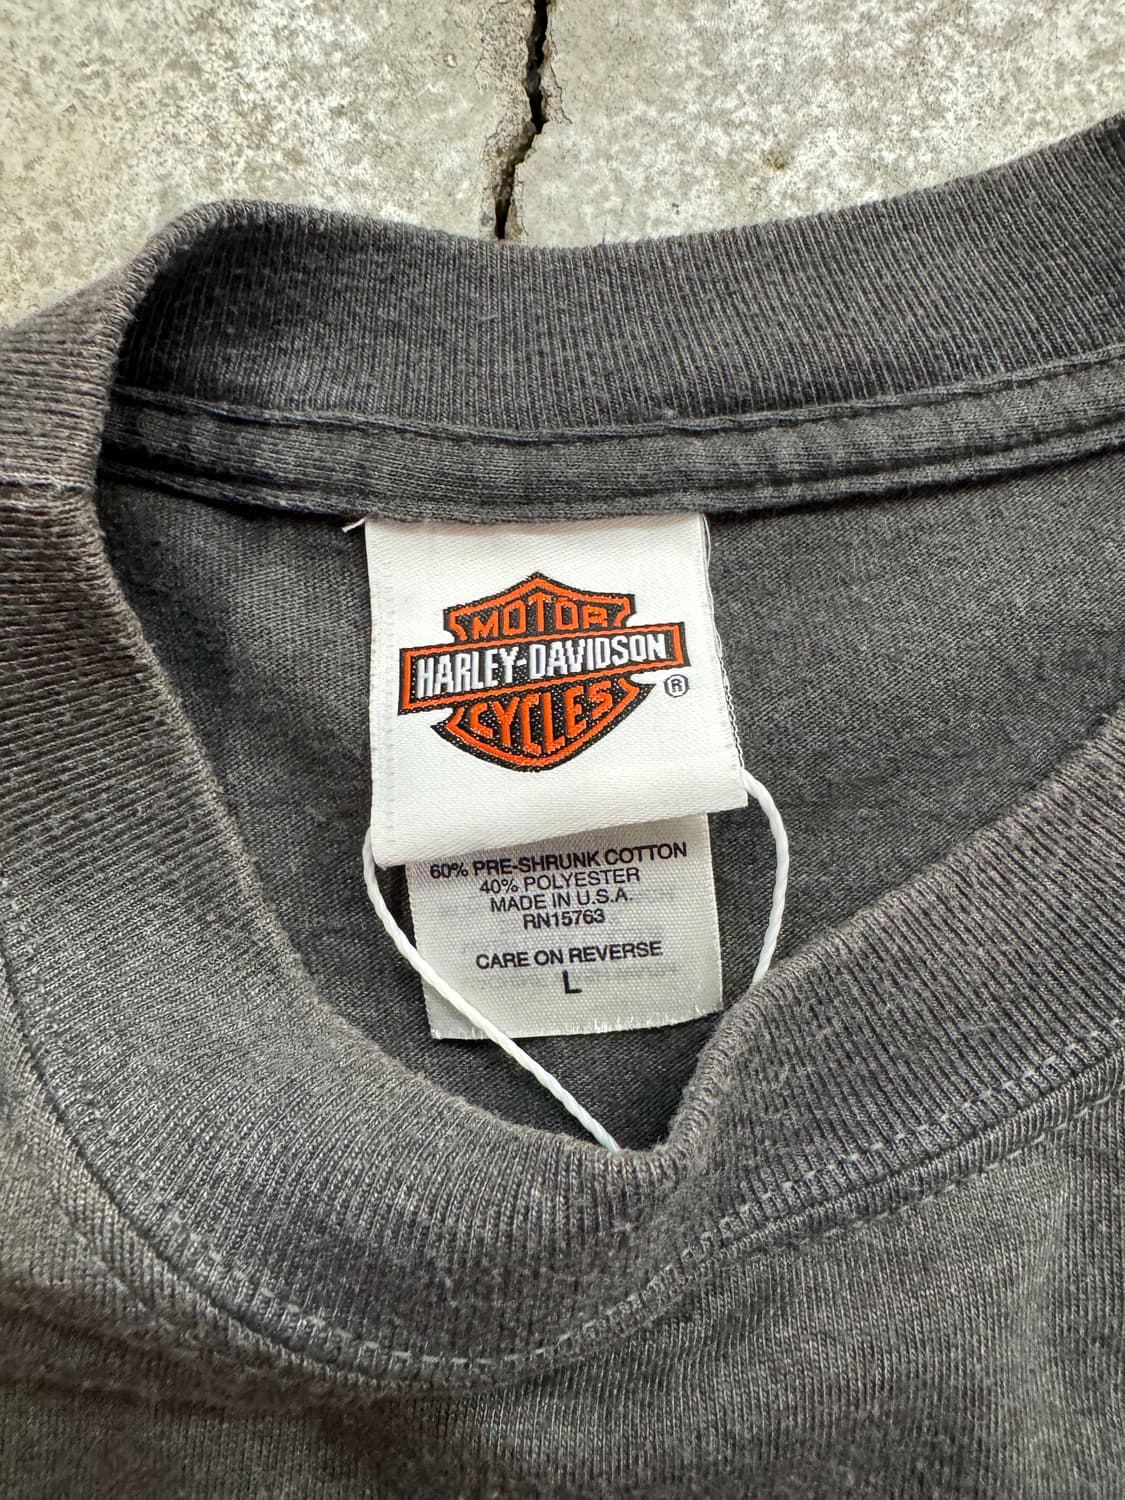 MOTOR
HARLEY-DAVIDSON
®
CYCLES
60% PRE-SHRUNK COTTON
40% POLYESTER
MADE IN U.S.A.
RN15763
CARE ON REVERSE
L